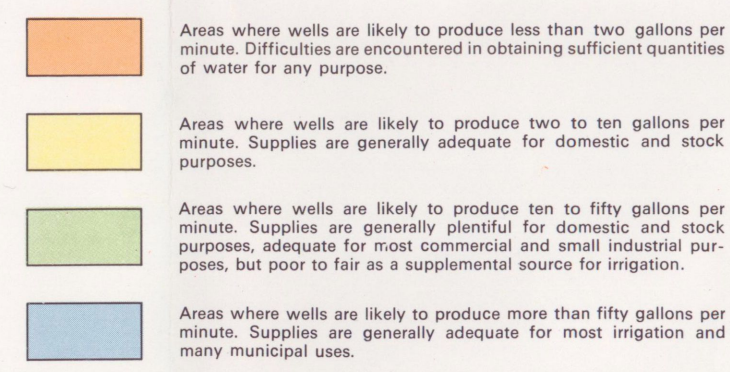 Areas where wells are likely to produce less than two gallons per
minute. Difficulties are encountered in obtaining sufficient quantities
of water for any purpose.
Areas where wells are likely to produce two to ten gallons per
minute. Supplies are generally adequate for domestic and stock
purposes.
Areas where wells are likely to produce ten to fifty gallons per
minute. Supplies are generally plentiful for domestic and stock
purposes, adequate for most commercial and small industrial pur-
poses, but poor to fair as a supplemental source for irrigation.
Areas where wells are likely to produce more than fifty gallons per
minute. Supplies are generally adequate for most irrigation and
many municipal uses.